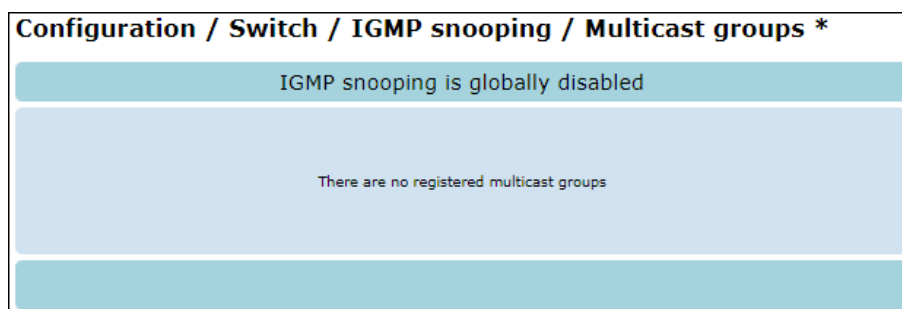 Configuration / Switch / IGMP snooping / Multicast groups *
IGMP snooping is globally disabled
There are no registered multicast groups